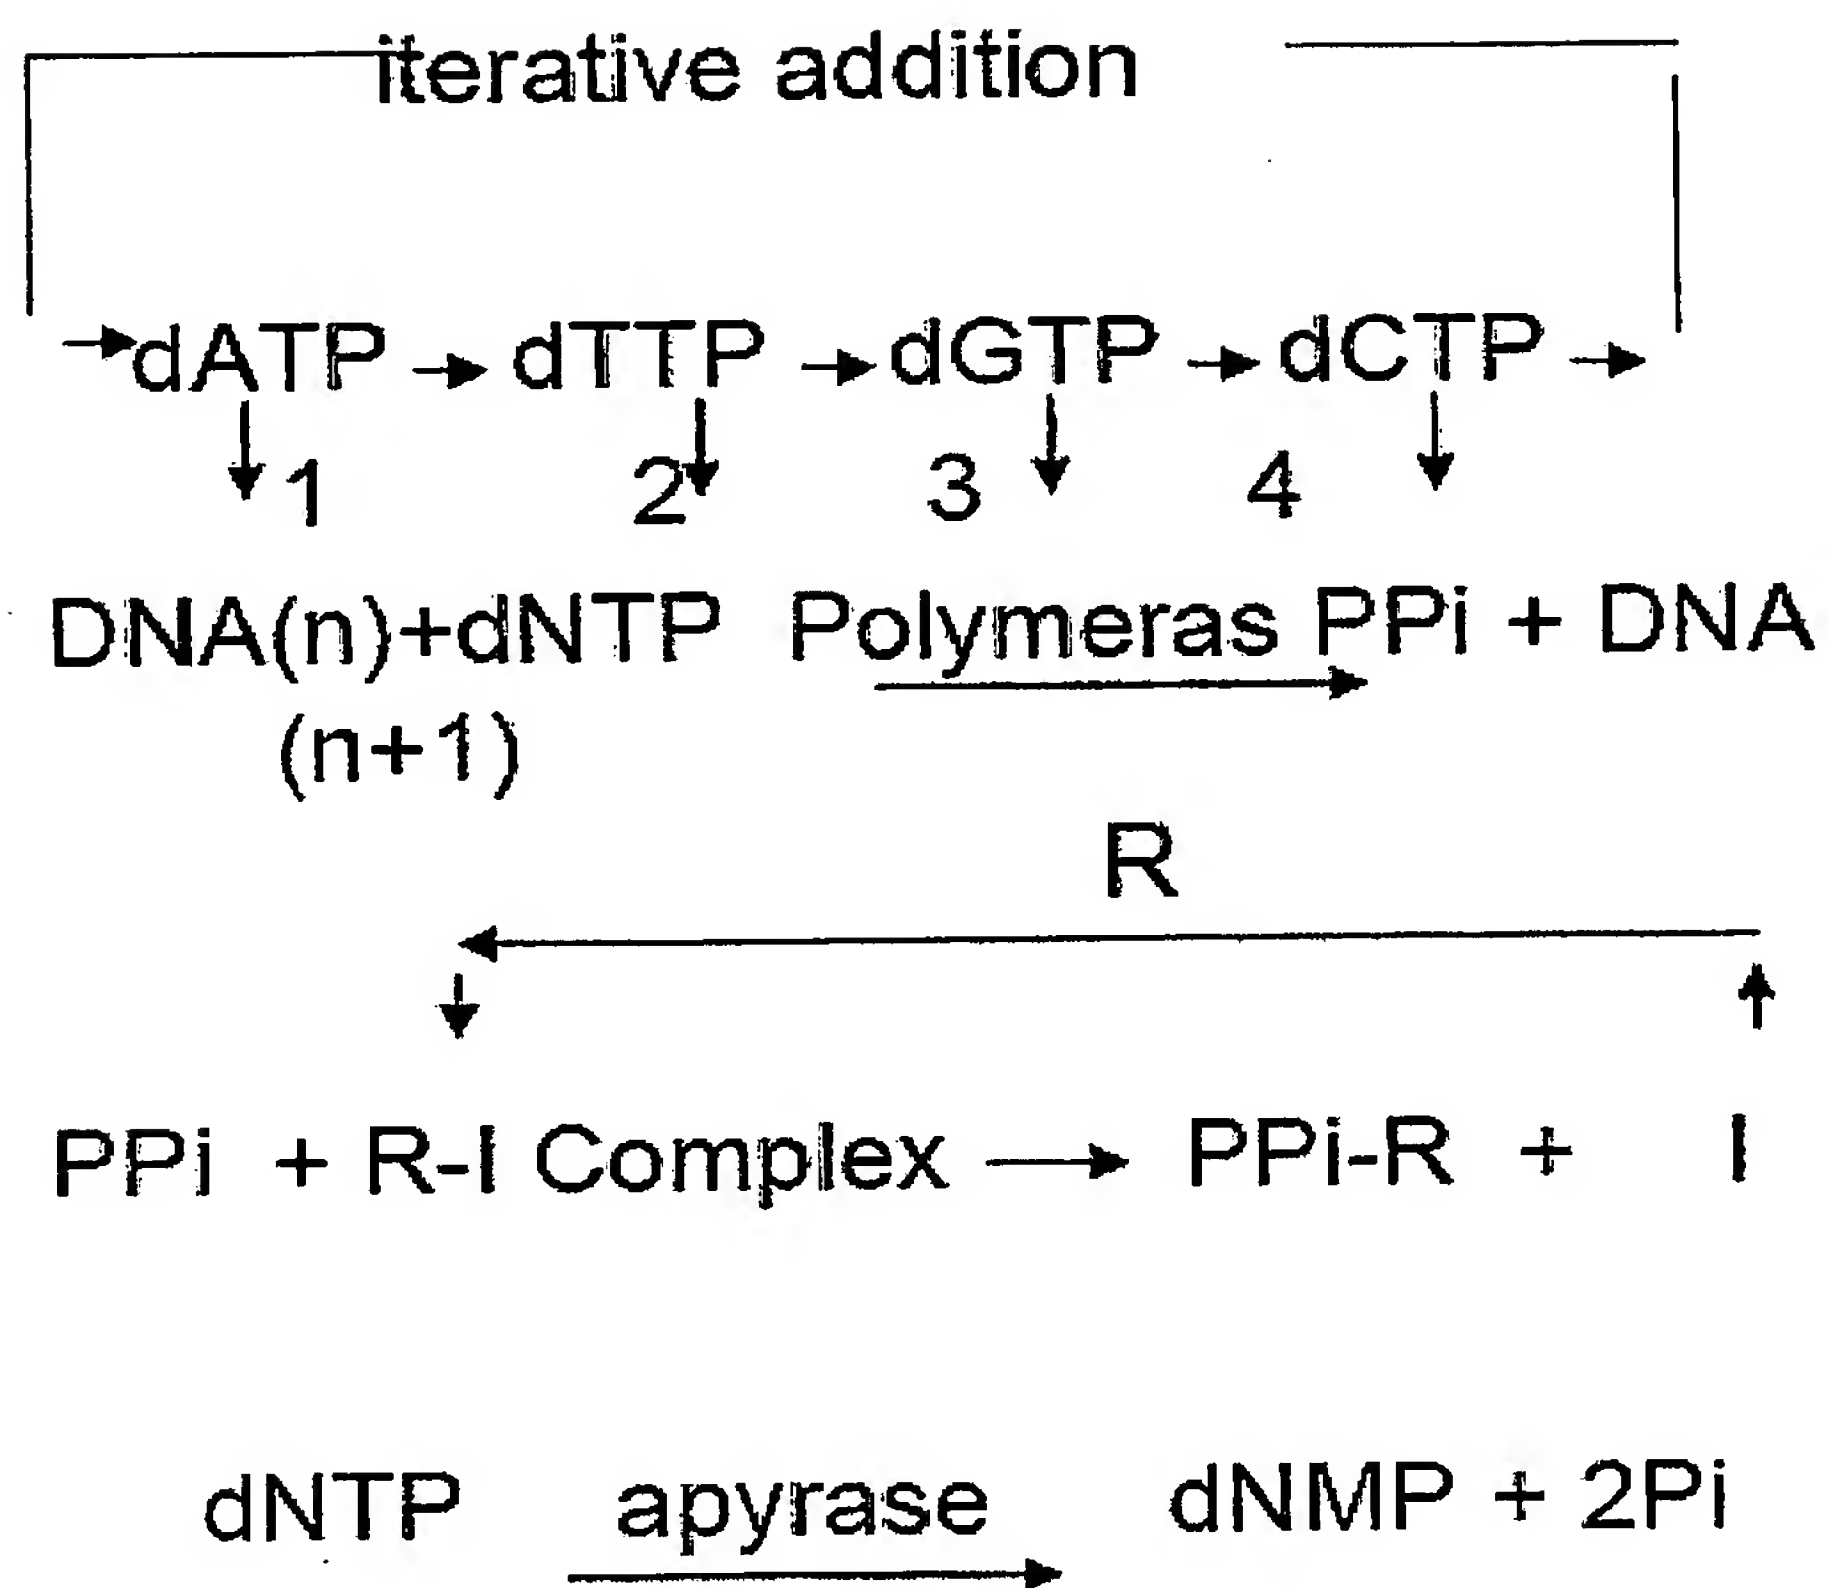 iterative addition
→dATP → dTTP → dGTP → dCTP →
1 2 3 4
DNA(n)+dNTP Polymeras PPi + DNA
(n+1)
R
PPi + R-I Complex → PPi-R + I
dNTP apyrase dNMP + 2Pi